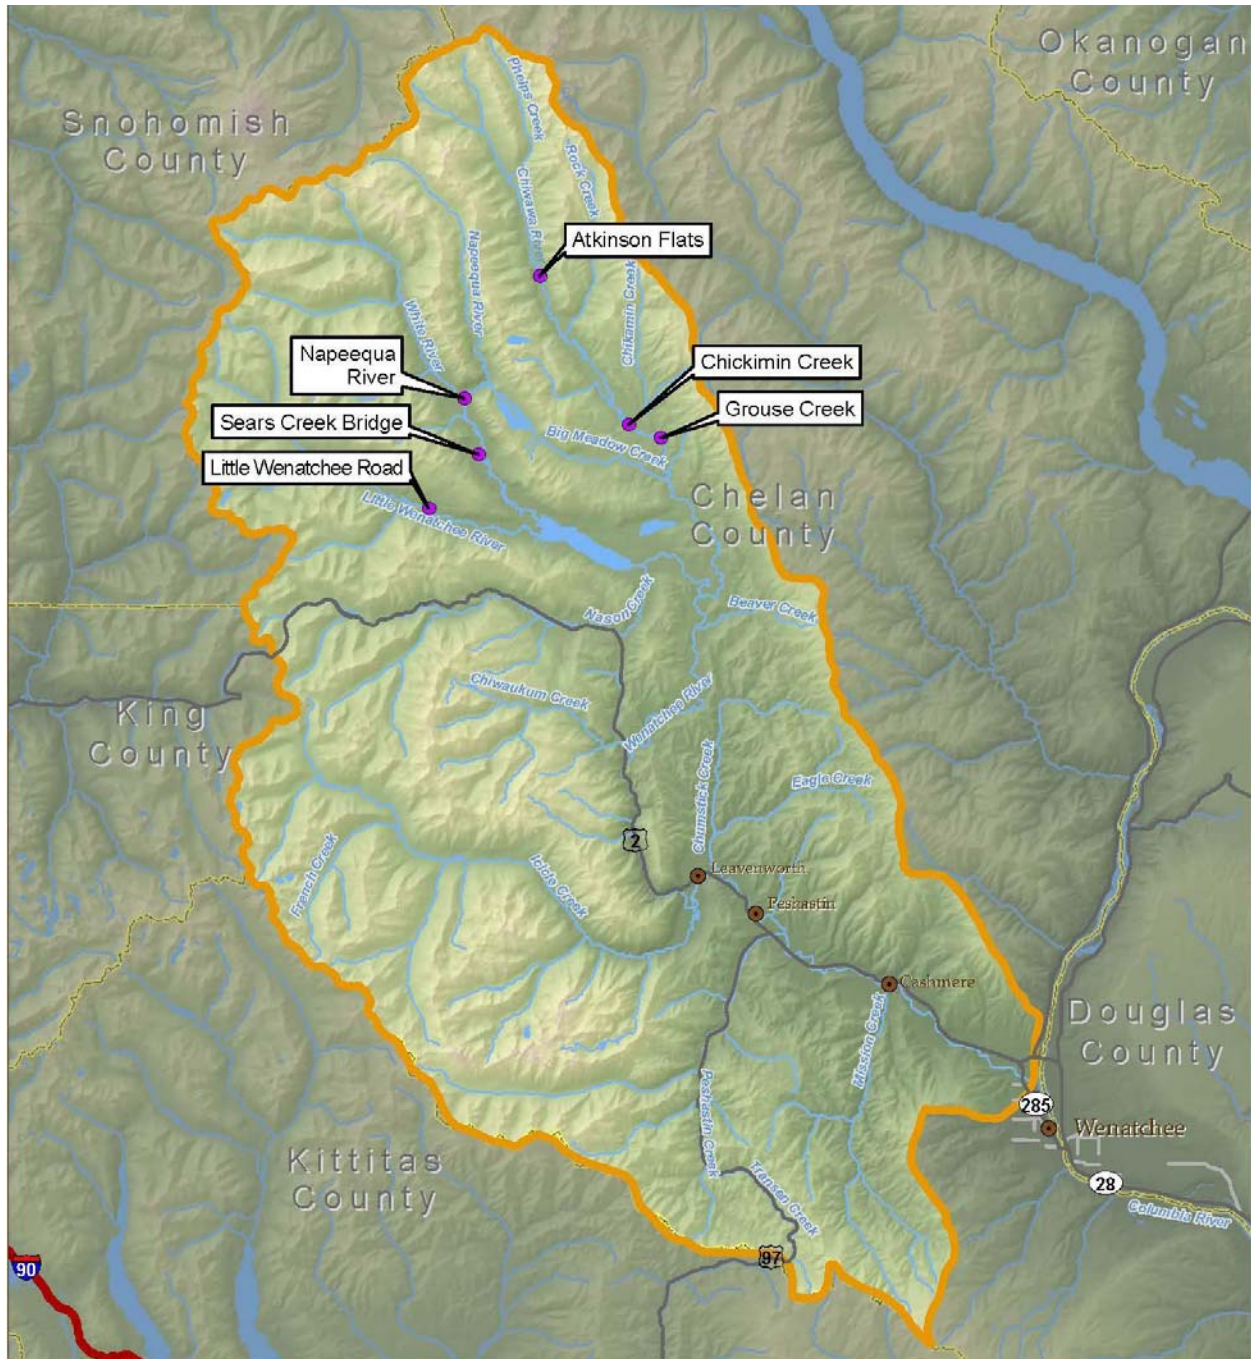 Okanogan
County
Snohomish
County
Phelps Creek
Rock Creek
Chiwawa River
Napeequa River
Atkinson Flats
Chikamin Creek
White River
Napeequa
River
Chickimin Creek
Grouse Creek
Sears Creek Bridge
Big Meadow Creek
Little Wenatchee Road
Little Wenatchee River
Chelan
County
Nason Creek
Beaver Creek
Chiwaukum Creek
Wenatchee River
King
County
Chumstick Creek
Eagle Creek
2
French Creek
Icicle Creek
Leavenworth
Peshastin
Cashmere
Mission Creek
Douglas
County
Peshastin Creek
285
Wenatchee
Kittitas
County
Transen Creek
28
Columbia River
97
90